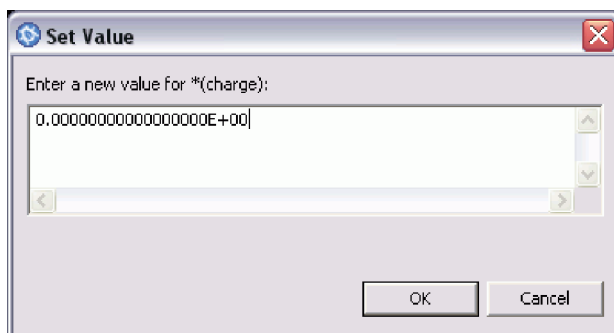 Set Value
Enter a new value for *(charge):
0.00000000000000000E+00
OK
Cancel